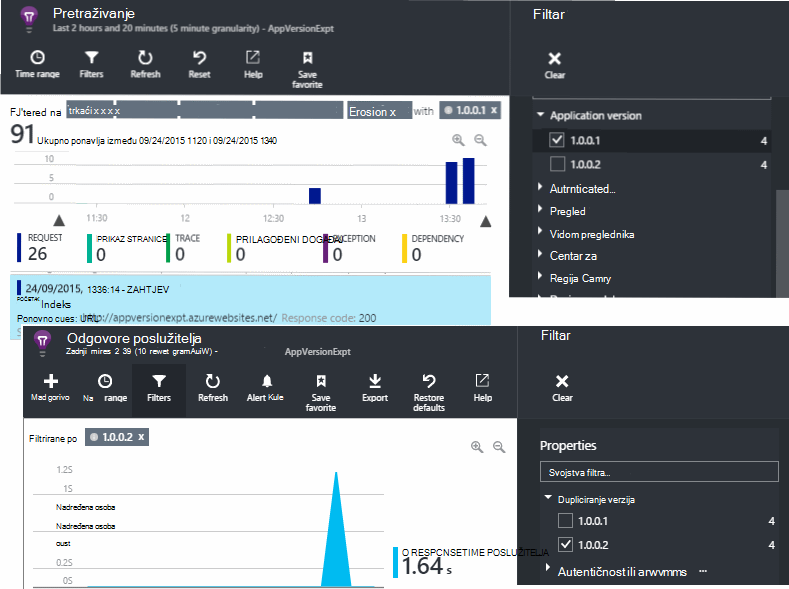 Pretraživanje
Last 2 hours and 20 minutes (5 minute granularity) - AppVersionExpt
Time range
Filters
Refresh
Reset
Help
Save favorite
FJ'tered na trkaći x x x x Erosion x with 1.0.0.1 x
91 Ukupno ponavlja između 09/24/2015 1120 i 09/24/2015 1340
10
5
0
11:30 12 12:30 13 13:30
REQUEST
26
PRIKAZ STRANICE
0
TRACE
0
PRILAGOĐENI DOGAĐAJ
0
EXCEPTION
0
DEPENDENCY
0
24/09/2015, 1336:14 - ZAHTJEV
POČETAK Indeks
Ponovno cues: URL: http://appversionexpt.azurewebsites.net/ Response code: 200
Filtar
Clear
Application version
1.0.0.1 4
1.0.0.2 4
Autrnticated...
Pregled
Vidom preglednika
Centar za
Regija Camry
Odgovore poslužitelja
Zadnji mires 2 39 (10 rewet gramAuiW) - AppVersionExpt
Mad gorivo
Na range
Filters
Refresh
Alert Kule
Save favorite
Export
Restore defaults
Help
Filtrirane po 1.0.0.2 x
1.2S
1S
Nadređena osoba
Nadređena osoba
oust
0.2S
0S
O RESPCNSETIME POSLUŽITELJA
1.64 s
Filtar
Clear
Properties
Svojstva filtra...
Dupliciranje verzija
1.0.0.1 4
1.0.0.2 4
Autentičnost ili arwvmms ...